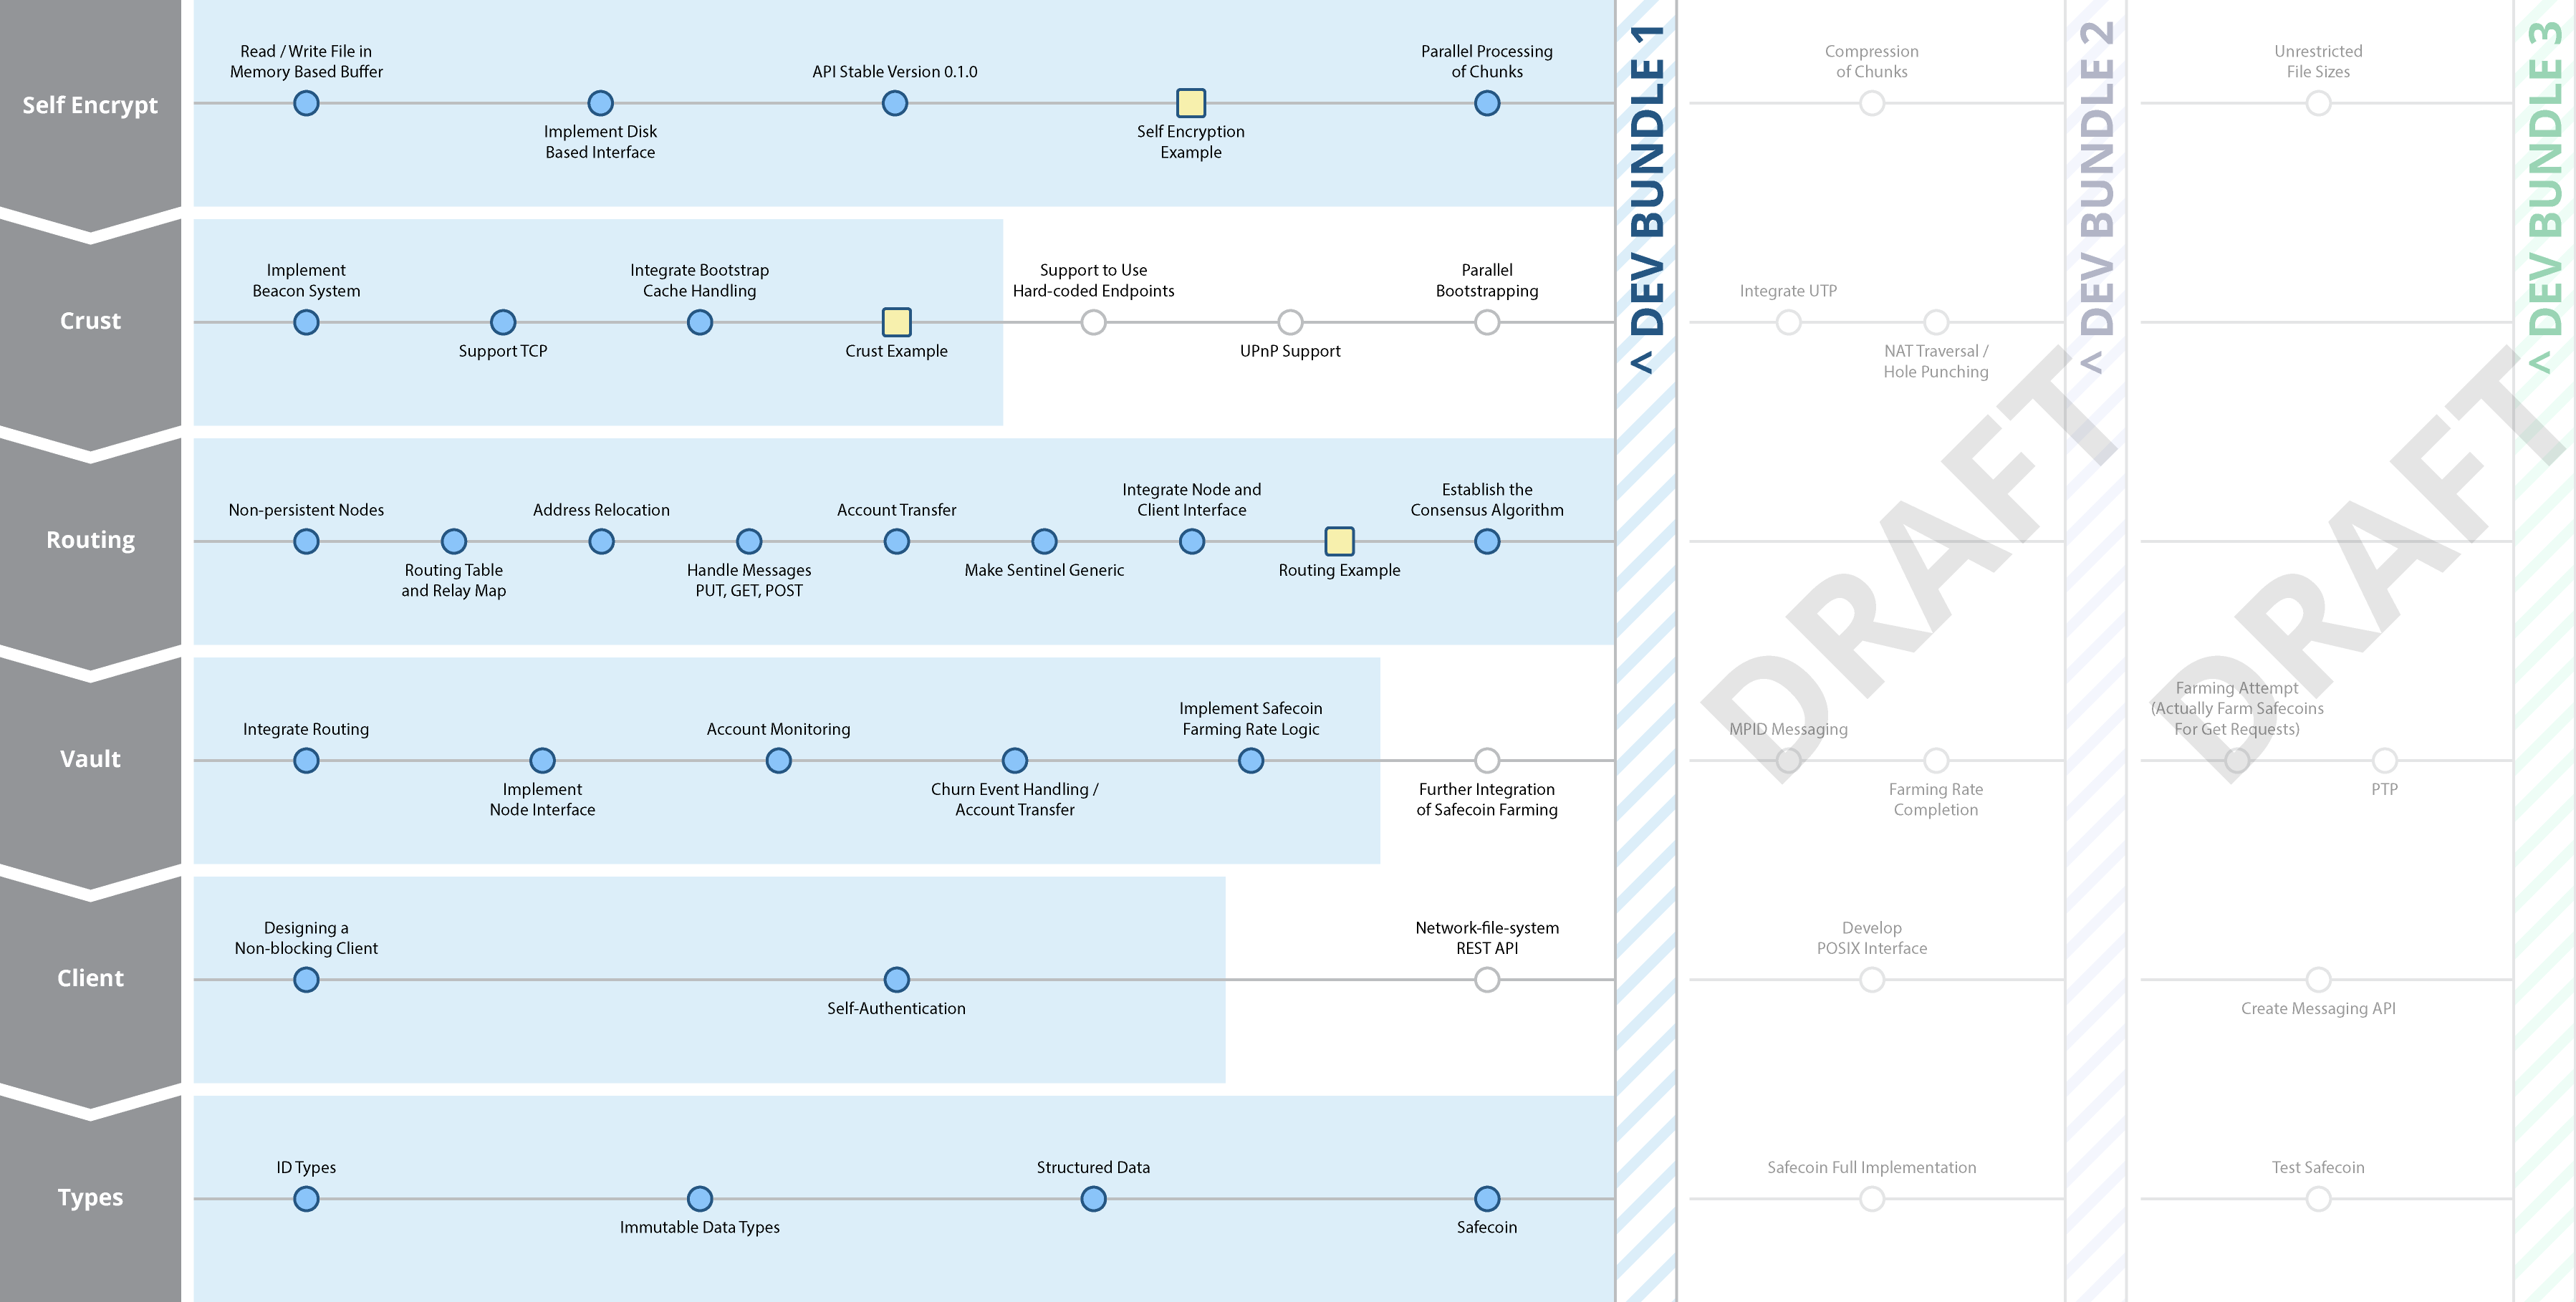 Self Encrypt
Read / Write File in
Memory Based Buffer
Implement Disk
Based Interface
API Stable Version 0.1.0
Self Encryption
Example
Parallel Processing
of Chunks
Compression
of Chunks
Unrestricted
File Sizes
< DEV BUNDLE 1
< DEV BUNDLE 2
< DEV BUNDLE 3
Crust
Implement
Beacon System
Support TCP
Integrate Bootstrap
Cache Handling
Crust Example
Support to Use
Hard-coded Endpoints
UPnP Support
Parallel
Bootstrapping
Integrate UTP
NAT Traversal /
Hole Punching
Routing
Non-persistent Nodes
Routing Table
and Relay Map
Address Relocation
Handle Messages
PUT, GET, POST
Account Transfer
Make Sentinel Generic
Integrate Node and
Client Interface
Routing Example
Establish the
Consensus Algorithm
DRAFT
DRAFT
Vault
Integrate Routing
Implement
Node Interface
Account Monitoring
Churn Event Handling /
Account Transfer
Implement Safecoin
Farming Rate Logic
Further Integration
of Safecoin Farming
MPID Messaging
Farming Rate
Completion
Farming Attempt
(Actually Farm Safecoins
For Get Requests)
PTP
Client
Designing a
Non-blocking Client
Self-Authentication
Network-file-system
REST API
Develop
POSIX Interface
Create Messaging API
Types
ID Types
Immutable Data Types
Structured Data
Safecoin
Safecoin Full Implementation
Test Safecoin